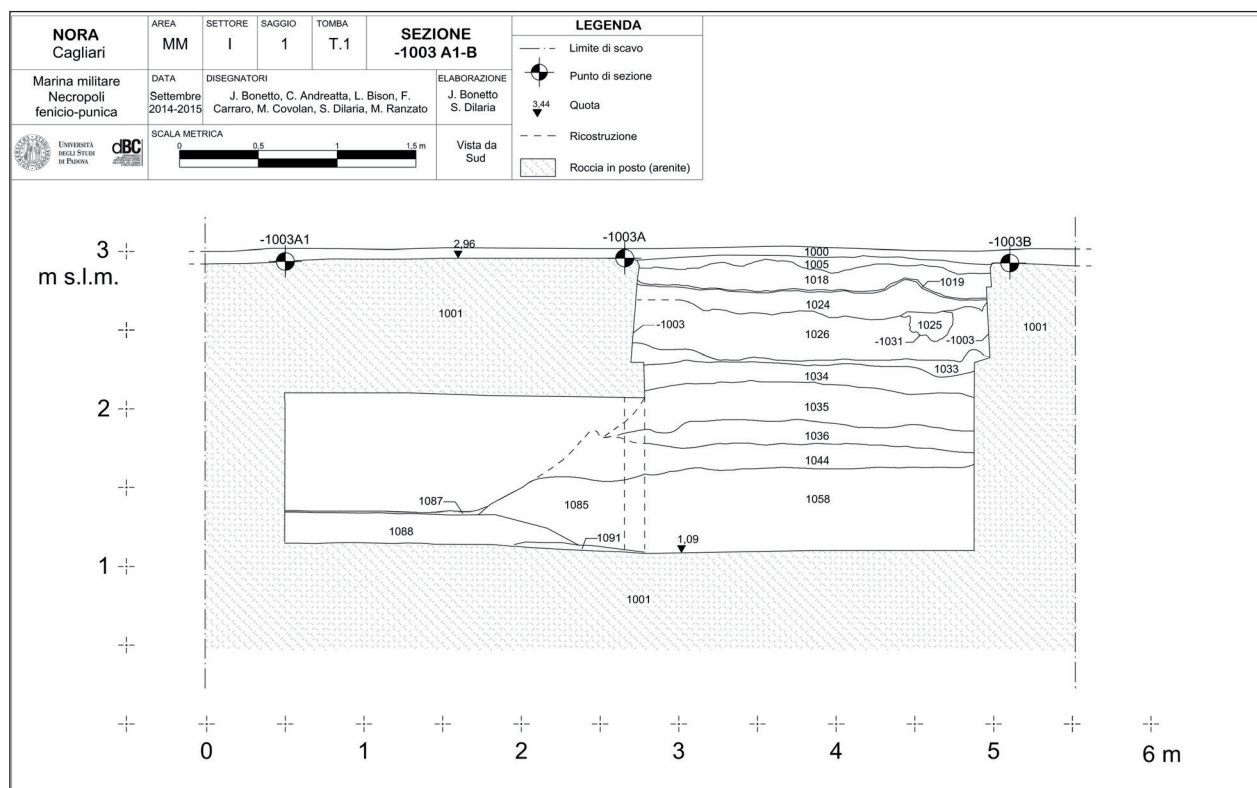 NORA
Cagliari
AREA
MM
SETTORE
I
SAGGIO
1
TOMBA
T.1
SEZIONE
-1003 A1-B
Marina militare
Necropoli
fenicio-punica
DATA
Settembre
2014-2015
DISEGNATORI
J. Bonetto, C. Andreatta, L. Bison, F.
Carraro, M. Covolan, S. Dilaria, M. Ranzato
ELABORAZIONE
J. Bonetto
S. Dilaria
UNIVERSITÀ
DEGLI STUDI
DI PADOVA
dBC
SCALA METRICA
0 0,5 1 1,5 m
Vista da
Sud
LEGENDA
Limite di scavo
Punto di sezione
3,44
Quota
Ricostruzione
Roccia in posto (arenite)
3
m s.l.m.
2
1
-1003A1
2,96
-1003A
-1003B
1000
1005
1018
1019
1024
1001
-1003
1026
1025
-1031
-1003
1001
1033
1034
1035
1036
1044
1087
1085
1058
1088
1091
1,09
1001
0 1 2 3 4 5 6 m